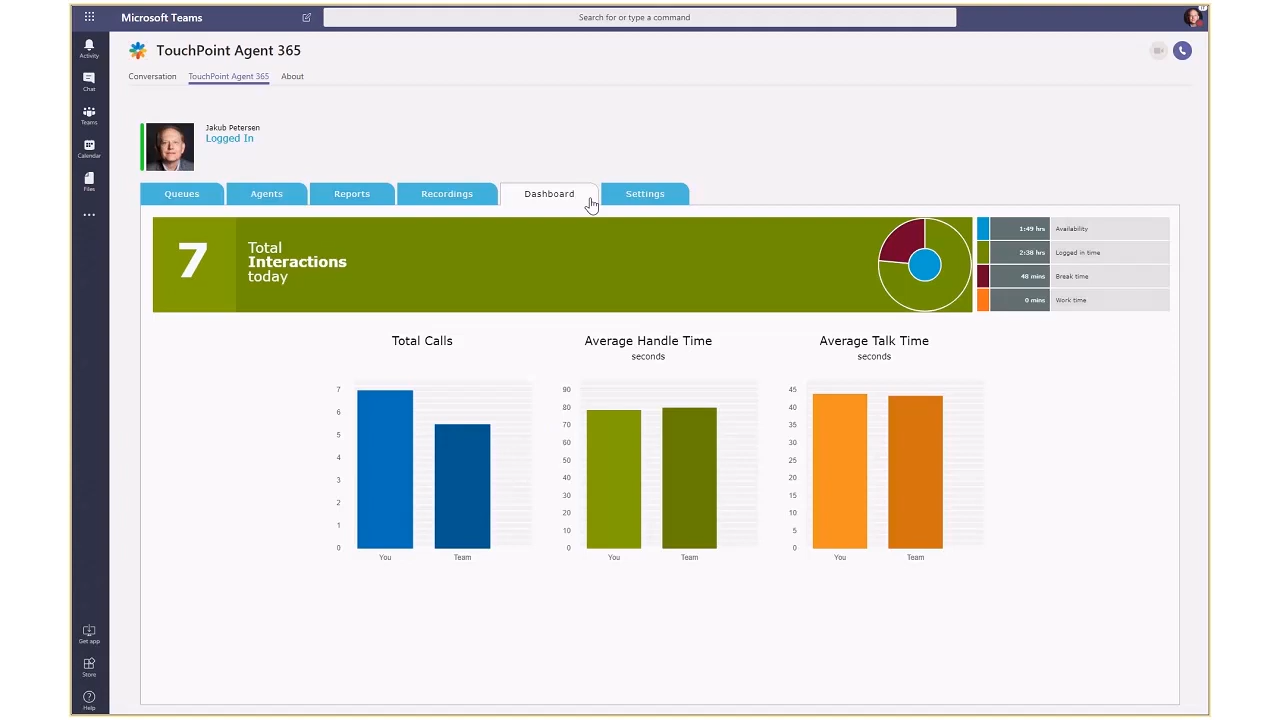 Microsoft Teams
Search for or type a command
Activity
Chat
Teams
Calendar
Files
TouchPoint Agent 365
Conversation TouchPoint Agent 365 About
Jakub Petersen
Logged In
Queues Agents Reports Recordings Dashboard Settings
7
Total
Interactions
today
1:49 hrs Availability
2:38 hrs Logged in time
48 mins Break time
0 mins Work time
Total Calls
7
6
5
4
3
2
1
0
You Team
Average Handle Time
seconds
90
80
70
60
50
40
30
20
10
0
You Team
Average Talk Time
seconds
45
40
35
30
25
20
15
10
5
0
You Team
Get app
Store
Help